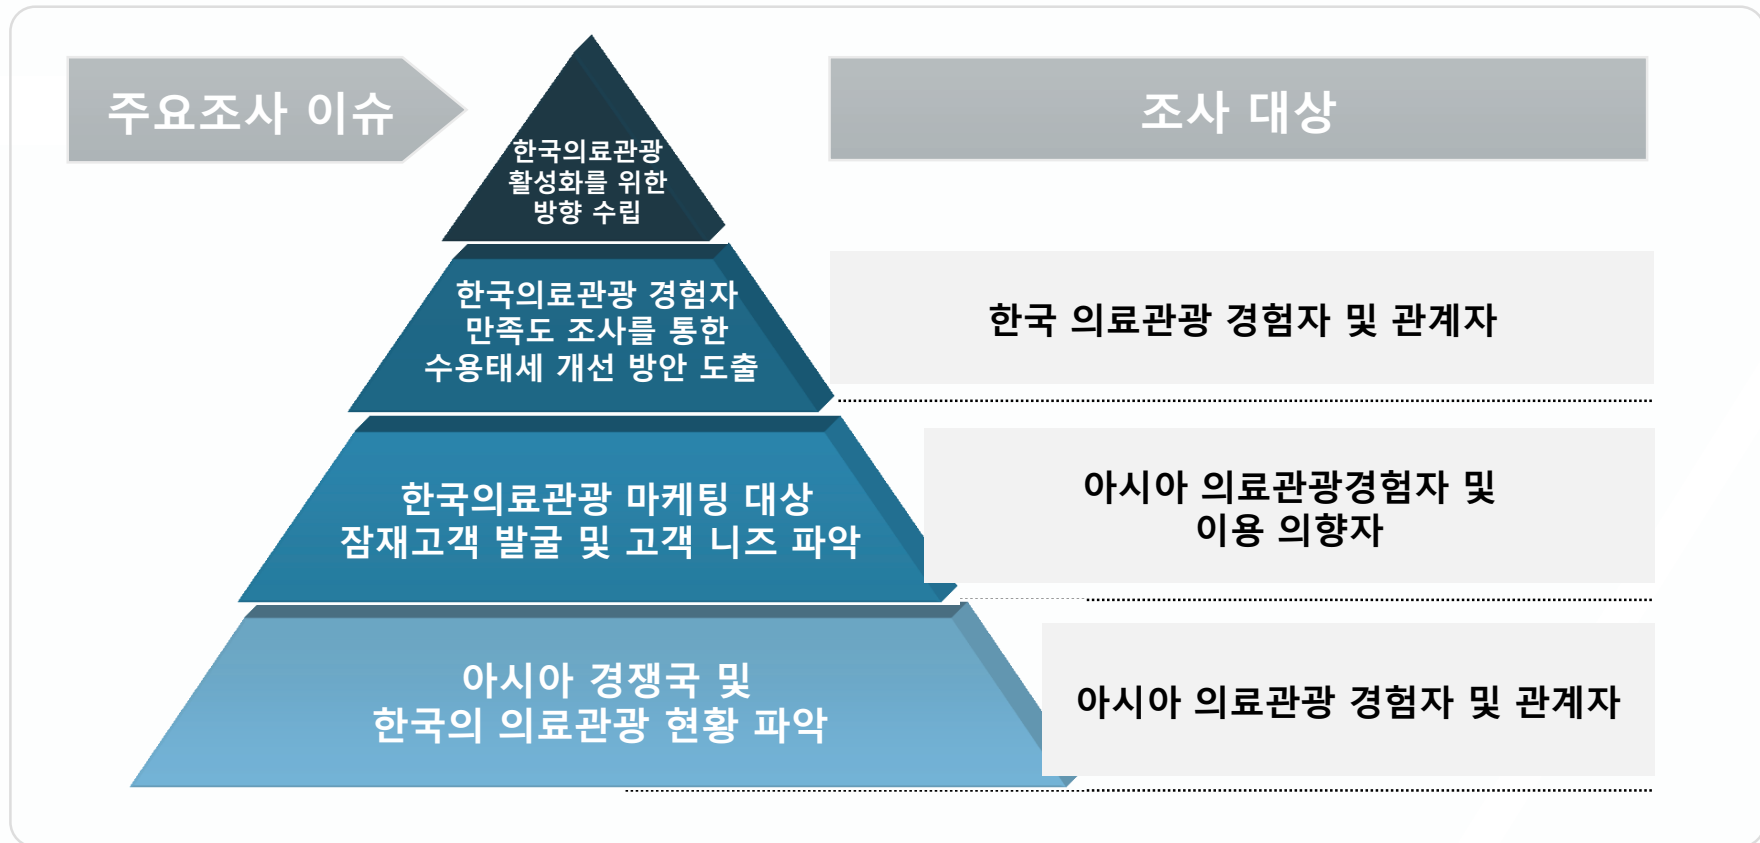 주요조사 이슈
조사 대상
한국의료관광
활성화를 위한
방향 수립
한국의료관광 경험자
만족도 조사를 통한
수용태세 개선 방안 도출
한국 의료관광 경험자 및 관계자
한국의료관광 마케팅 대상
잠재고객 발굴 및 고객 니즈 파악
아시아 의료관광경험자 및
이용 의향자
아시아 경쟁국 및
한국의 의료관광 현황 파악
아시아 의료관광 경험자 및 관계자